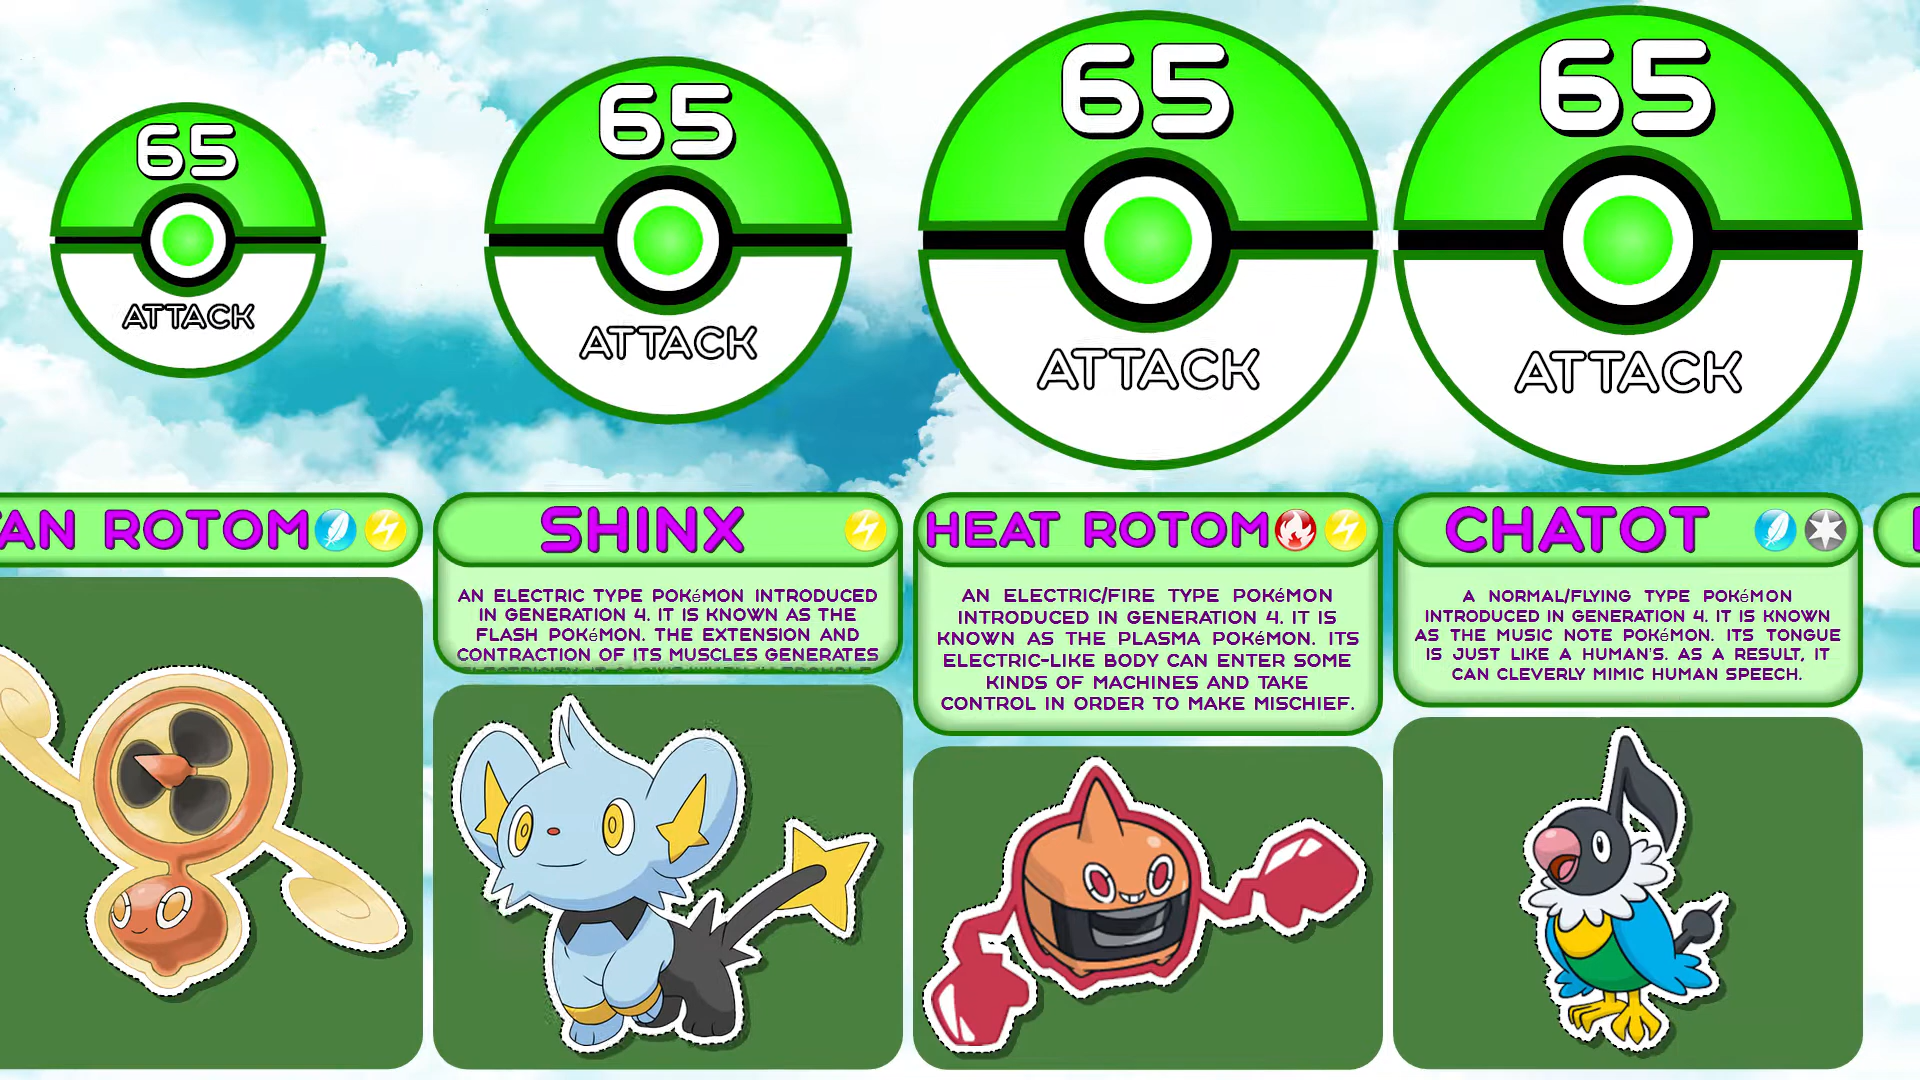 65
ATTACK
65
ATTACK
65
ATTACK
65
ATTACK
AN ROTOM
SHINX
AN ELECTRIC TYPE POKéMON INTRODUCED
IN GENERATION 4. IT IS KNOWN AS THE
FLASH POKéMON. THE EXTENSION AND
CONTRACTION OF ITS MUSCLES GENERATES
HEAT ROTOM
AN ELECTRIC/FIRE TYPE POKéMON
INTRODUCED IN GENERATION 4. IT IS
KNOWN AS THE PLASMA POKéMON. ITS
ELECTRIC-LIKE BODY CAN ENTER SOME
KINDS OF MACHINES AND TAKE
CONTROL IN ORDER TO MAKE MISCHIEF.
CHATOT
A NORMAL/FLYING TYPE POKéMON
INTRODUCED IN GENERATION 4. IT IS KNOWN
AS THE MUSIC NOTE POKéMON. ITS TONGUE
IS JUST LIKE A HUMAN'S. AS A RESULT, IT
CAN CLEVERLY MIMIC HUMAN SPEECH.